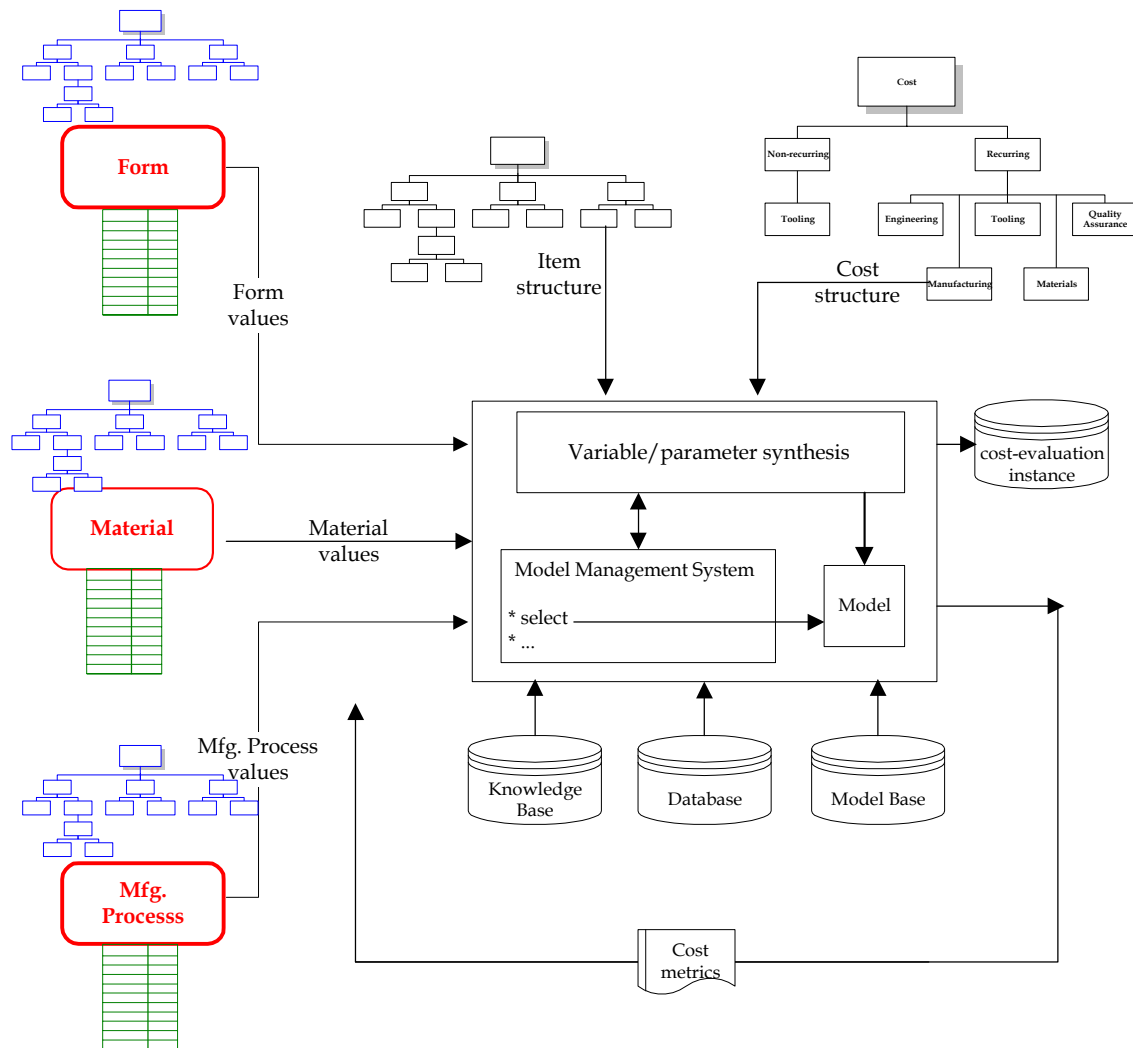 Cost
Non-recurring
Recurring
Tooling
Engineering
Tooling
Quality
Assurance
Manufacturing
Materials
Form
Form
values
Item
structure
Cost
structure
Variable/parameter synthesis
cost-evaluation
instance
Material
Material
values
Model Management System
* select
* ...
Model
Mfg. Process
values
Knowledge
Base
Database
Model Base
Mfg.
Processs
Cost
metrics